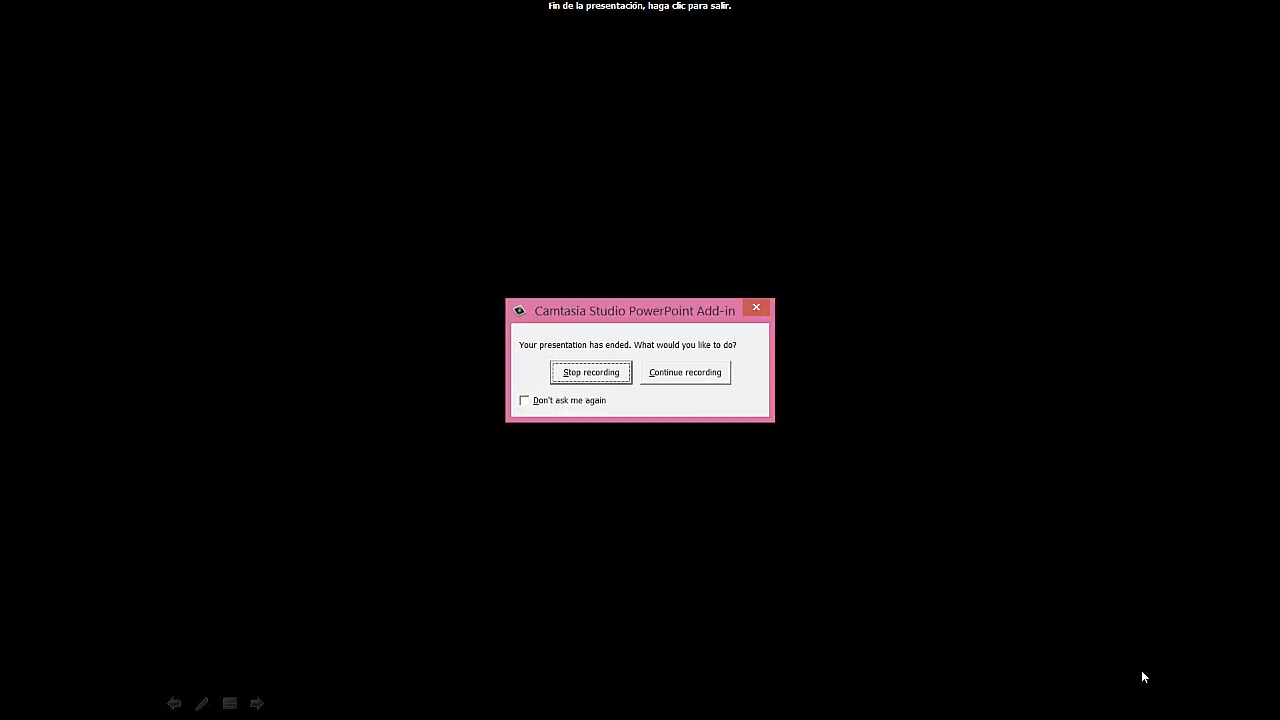 Fin de la presentación, haga clic para salir.
Camtasia Studio PowerPoint Add-in
Your presentation has ended. What would you like to do?
Stop recording
Continue recording
Don't ask me again